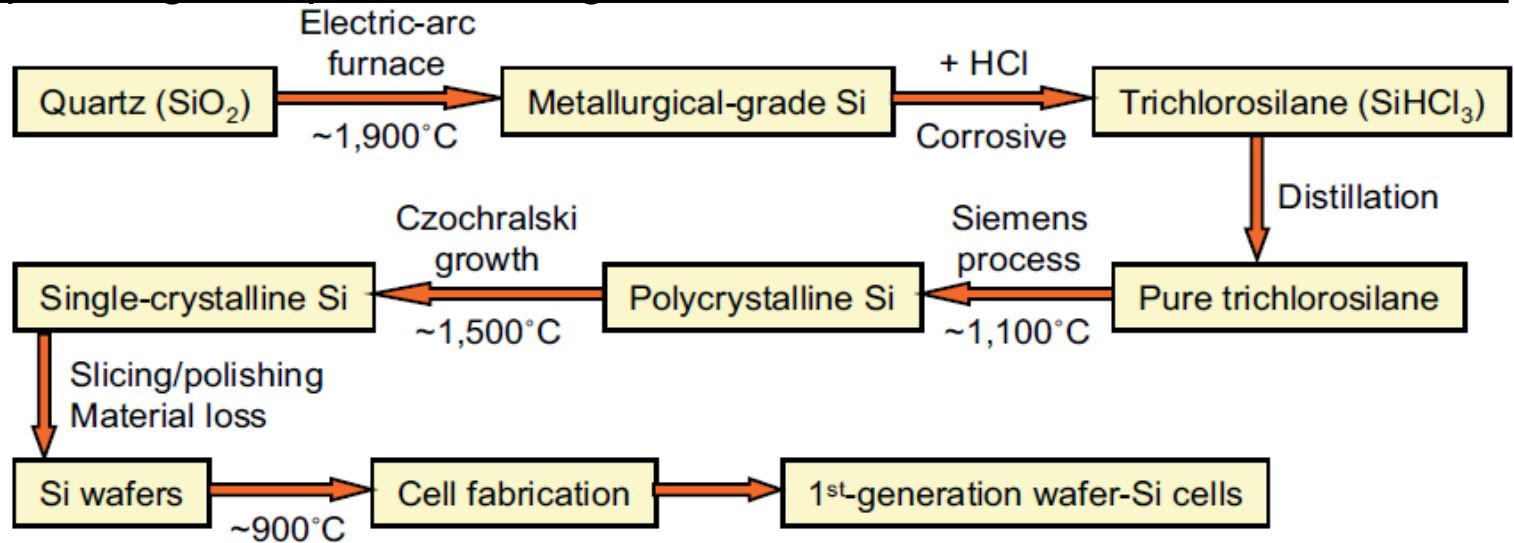 Electric-arc
furnace
+ HCl
Quartz (SiO₂)
Metallurgical-grade Si
Trichlorosilane (SiHCl₃)
~1,900˚C
Corrosive
Distillation
Czochralski
growth
Siemens
process
Single-crystalline Si
Polycrystalline Si
Pure trichlorosilane
~1,500˚C
~1,100˚C
Slicing/polishing
Material loss
Si wafers
Cell fabrication
1ˢᵗ-generation wafer-Si cells
~900˚C